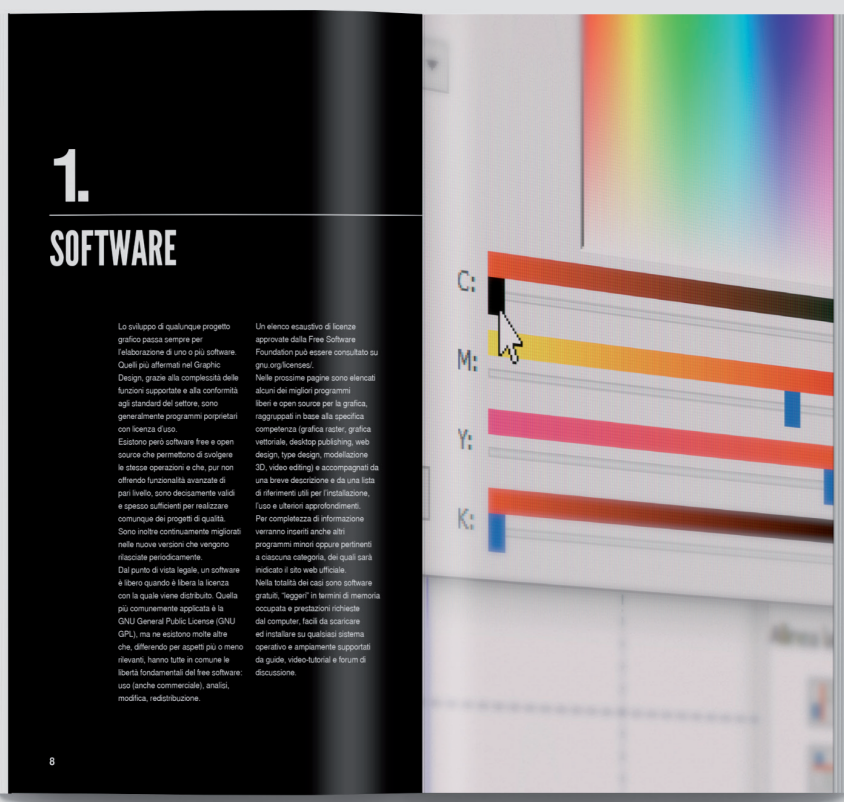 1.
SOFTWARE
Lo sviluppo di qualunque progetto
grafico passa sempre per
l'elaborazione di uno o più software.
Quelli più affermati nel Graphic
Design, grazie alla complessità delle
funzioni supportate e alla conformità
agli standard del settore, sono
generalmente programmi porprietari
con licenza d'uso.
Esistono però software free e open
source che permettono di svolgere
le stesse operazioni e che, pur non
offrendo funzionalità avanzate di
pari livello, sono decisamente validi
e spesso sufficienti per realizzare
comunque dei progetti di qualità.
Sono inoltre continuamente migliorati
nelle nuove versioni che vengono
rilasciate periodicamente.
Dal punto di vista legale, un software
è libero quando è libera la licenza
con la quale viene distribuito. Quella
più comunemente applicata è la
GNU General Public License (GNU
GPL), ma ne esistono molte altre
che, differendo per aspetti più o meno
rilevanti, hanno tutte in comune le
libertà fondamentali del free software:
uso (anche commerciale), analisi,
modifica, redistribuzione.
Un elenco esaustivo di licenze
approvate dalla Free Software
Foundation può essere consultato su
gnu.org/licenses/.
Nelle prossime pagine sono elencati
alcuni dei migliori programmi
liberi e open source per la grafica,
raggruppati in base alla specifica
competenza (grafica raster, grafica
vettoriale, desktop publishing, web
design, type design, modellazione
3D, video editing) e accompagnati da
una breve descrizione e da una lista
di riferimenti utili per l'installazione,
l'uso e ulteriori approfondimenti.
Per completezza di informazione
verranno inseriti anche altri
programmi minori oppure pertinenti
a ciascuna categoria, dei quali sarà
inidicato il sito web ufficiale.
Nella totalità dei casi sono software
gratuiti, "leggeri" in termini di memoria
occupata e prestazioni richieste
dal computer, facili da scaricare
ed installare su qualsiasi sistema
operativo e ampiamente supportati
da guide, video-tutorial e forum di
discussione.
8
C:
M:
Y:
K: